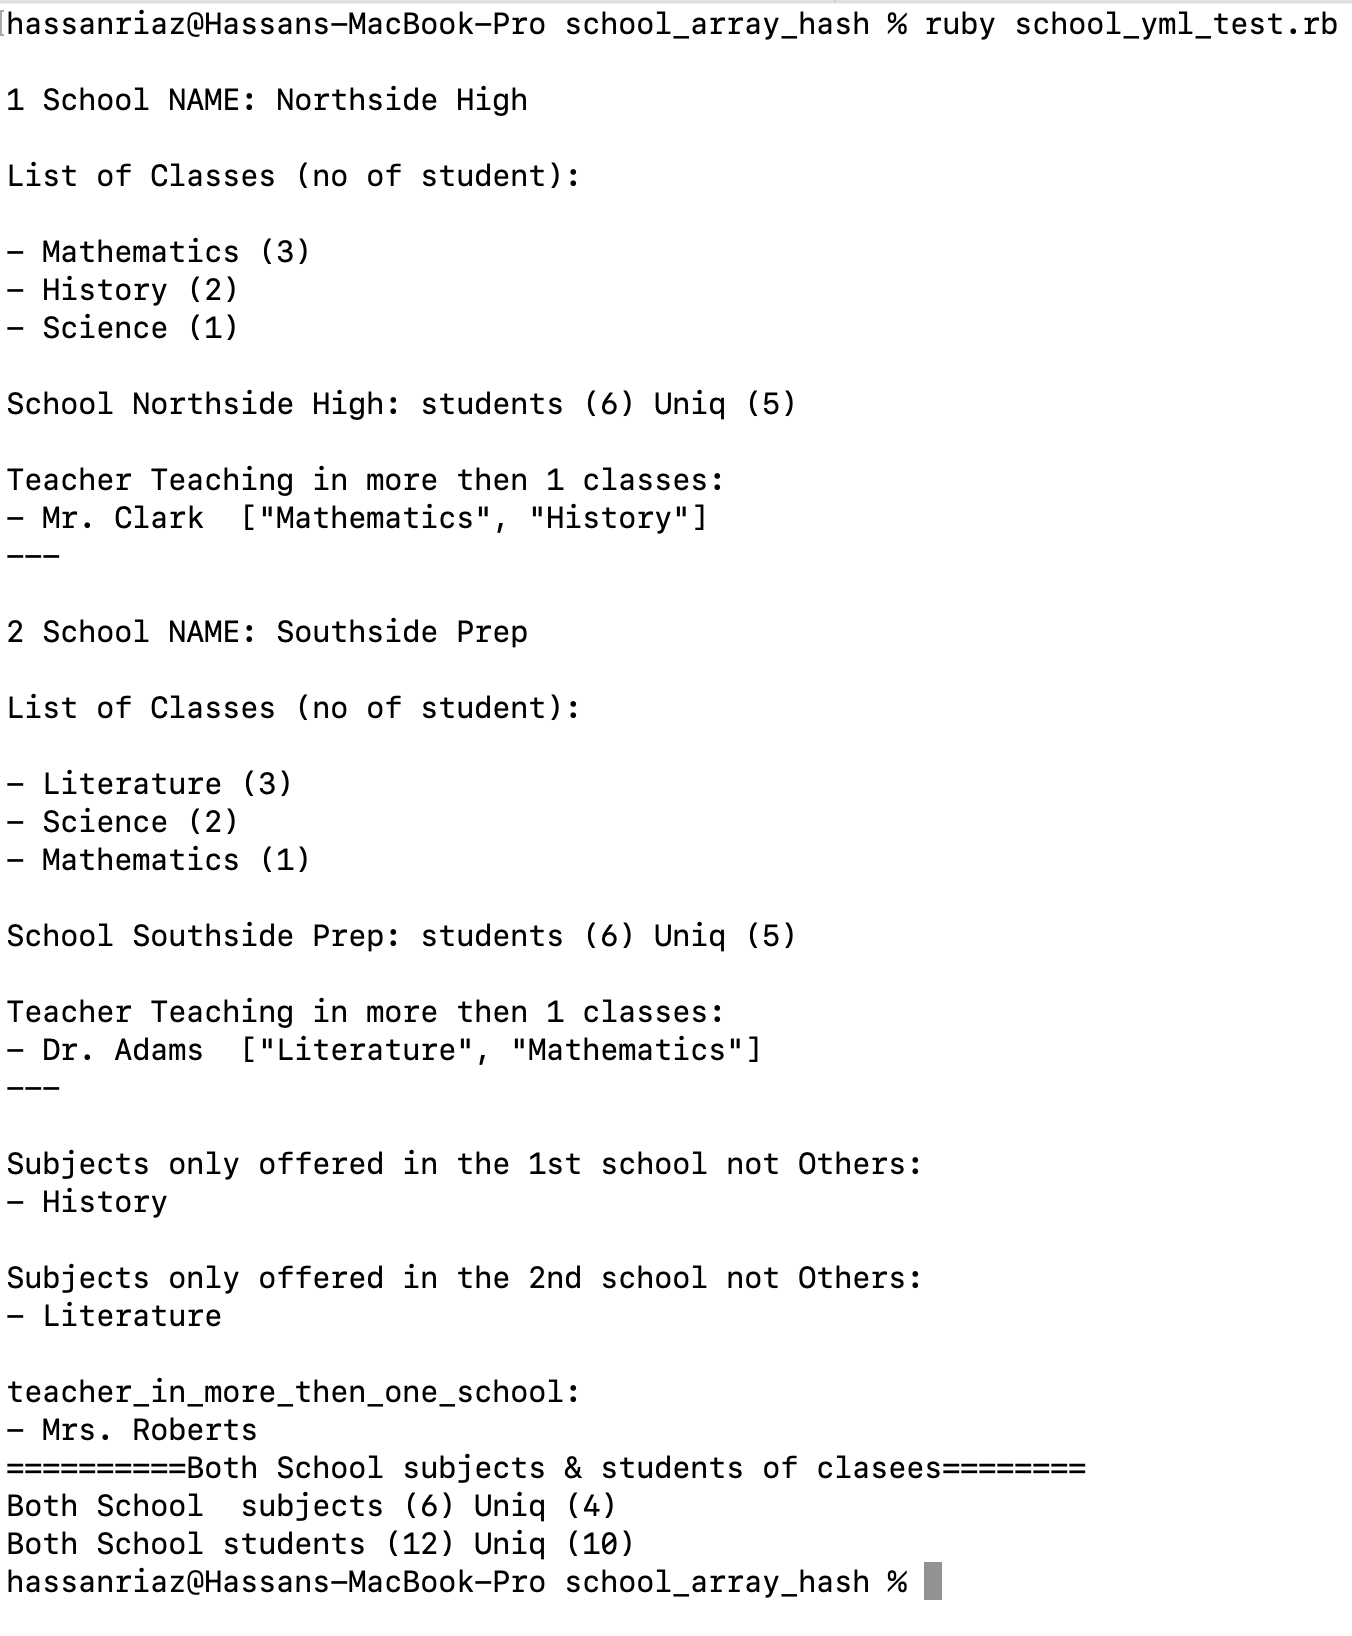 [hassanriaz@Hassans-MacBook-Pro school_array_hash % ruby school_yml_test.rb
1 School NAME: Northside High
List of Classes (no of student):
- Mathematics (3)
- History (2)
- Science (1)
School Northside High: students (6) Uniq (5)
Teacher Teaching in more then 1 classes:
- Mr. Clark  ["Mathematics", "History"]
---
2 School NAME: Southside Prep
List of Classes (no of student):
- Literature (3)
- Science (2)
- Mathematics (1)
School Southside Prep: students (6) Uniq (5)
Teacher Teaching in more then 1 classes:
- Dr. Adams  ["Literature", "Mathematics"]
---
Subjects only offered in the 1st school not Others:
- History
Subjects only offered in the 2nd school not Others:
- Literature
teacher_in_more_then_one_school:
- Mrs. Roberts
==========Both School subjects & students of clasees========
Both School  subjects (6) Uniq (4)
Both School students (12) Uniq (10)
hassanriaz@Hassans-MacBook-Pro school_array_hash %